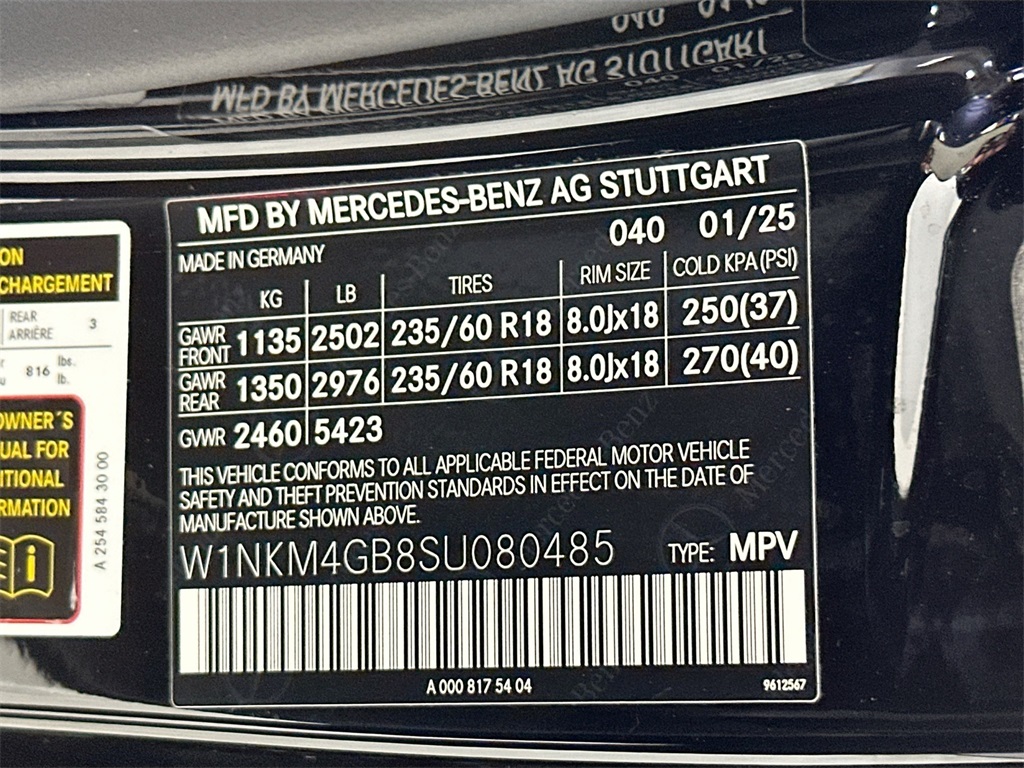 MFD BY MERCEDES-BENZ AG STUTTGART
MADE IN GERMANY 040 01/25
KG LB TIRES RIM SIZE COLD KPA (PSI)
GAWR FRONT 1135 2502 235/60 R18 8.0Jx18 250(37)
GAWR REAR 1350 2976 235/60 R18 8.0Jx18 270(40)
GVWR 2460 5423
THIS VEHICLE CONFORMS TO ALL APPLICABLE FEDERAL MOTOR VEHICLE
SAFETY AND THEFT PREVENTION STANDARDS IN EFFECT ON THE DATE OF
MANUFACTURE SHOWN ABOVE.
W1NKM4GB8SU080485 TYPE: MPV
A 000 817 54 04 9612567
ON
CHARGEMENT
REAR
ARRIÈRE 3
816 lbs.
lb.
OWNER´S
UAL FOR
ITIONAL
RMATION
A 254 584 30 00